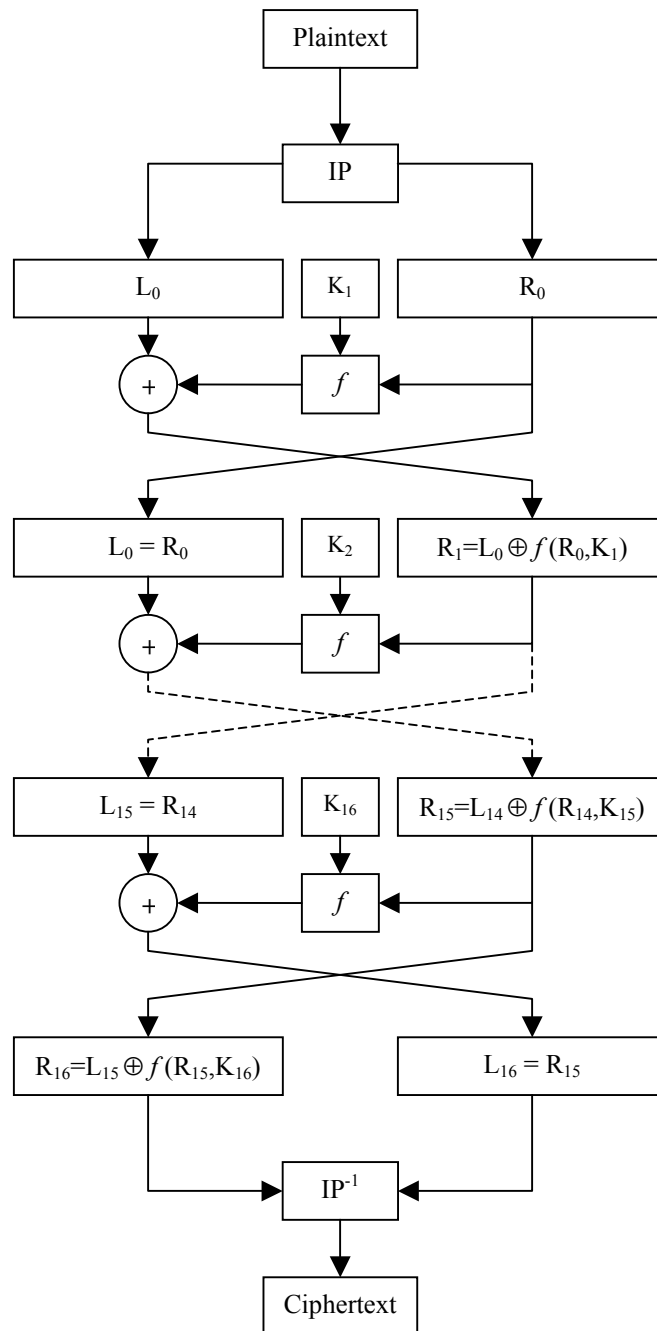 Plaintext
IP
L₀
K₁
R₀
f
+
L₀ = R₀
K₂
R₁=L₀ ⊕ f(R₀,K₁)
f
+
L₁₅ = R₁₄
K₁₆
R₁₅=L₁₄ ⊕ f(R₁₄,K₁₅)
f
+
R₁₆=L₁₅ ⊕ f(R₁₅,K₁₆)
L₁₆ = R₁₅
IP⁻¹
Ciphertext